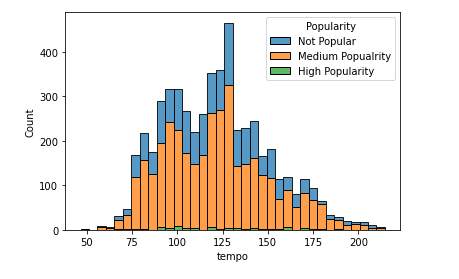 Popularity
Not Popular
Medium Popualrity
High Popularity
400
300
200
100
0
Count
50
75
100
125
150
175
200
tempo